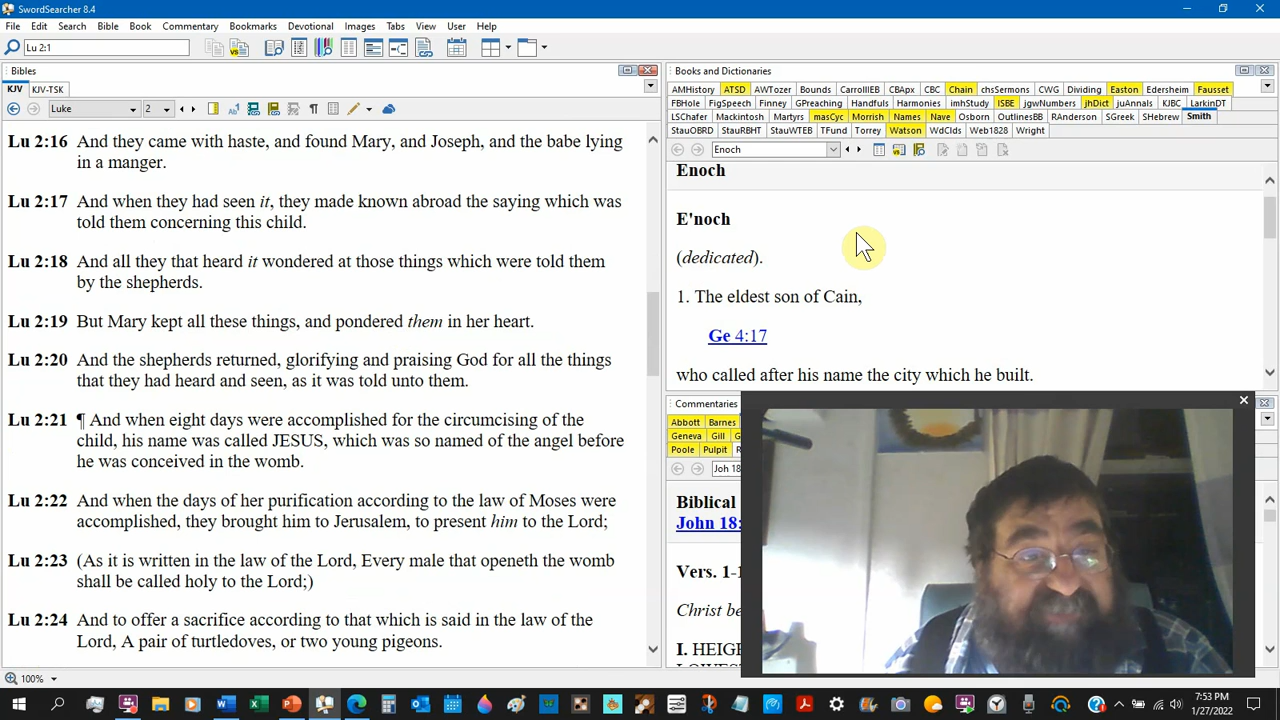 SwordSearcher 8.4
File Edit Search Bible Book Commentary Bookmarks Devotional Images Tabs View User Help
Lu 2:1
Bibles
KJV KJV-TSK
Luke 2
Lu 2:16 And they came with haste, and found Mary, and Joseph, and the babe lying
in a manger.
Lu 2:17 And when they had seen it, they made known abroad the saying which was
told them concerning this child.
Lu 2:18 And all they that heard it wondered at those things which were told them
by the shepherds.
Lu 2:19 But Mary kept all these things, and pondered them in her heart.
Lu 2:20 And the shepherds returned, glorifying and praising God for all the things
that they had heard and seen, as it was told unto them.
Lu 2:21 ¶ And when eight days were accomplished for the circumcising of the
child, his name was called JESUS, which was so named of the angel before
he was conceived in the womb.
Lu 2:22 And when the days of her purification according to the law of Moses were
accomplished, they brought him to Jerusalem, to present him to the Lord;
Lu 2:23 (As it is written in the law of the Lord, Every male that openeth the womb
shall be called holy to the Lord;)
Lu 2:24 And to offer a sacrifice according to that which is said in the law of the
Lord, A pair of turtledoves, or two young pigeons.
100%
Books and Dictionaries
AMHistory ATSD AWTozer Bounds CarrollIEB CBApx CBC Chain chsSermons CWG Dividing Easton Edersheim Fausset
FBHole FigSpeech Finney GPreaching Handfuls Harmonies imhStudy ISBE jgwNumbers jhDict juAnnals KJBC LarkinDT
LSChafer Mackintosh Martyrs masCyc Morrish Names Nave Osborn OutlinesBB RAnderson SGreek SHebrew Smith
StauOBRD StauRBHT StauWTEB TFund Torrey Watson WdClds Web1828 Wright
Enoch
Enoch
E'noch
(dedicated).
1. The eldest son of Cain,
Ge 4:17
who called after his name the city which he built.
Commentaries
Abbott Barnes
Geneva Gill
Poole Pulpit
Joh 18
Biblical
John 18:
Vers. 1-1
Christ be
I. HEIGH
7:53 PM
1/27/2022